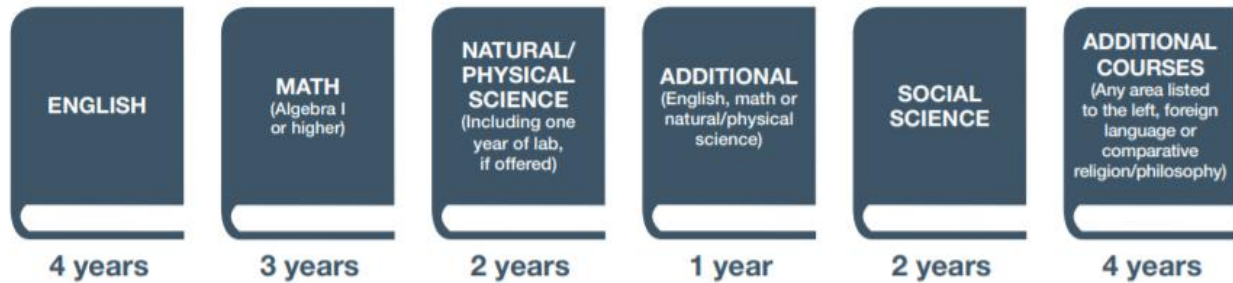 ENGLISH
4 years
MATH
(Algebra I
or higher)
3 years
NATURAL/
PHYSICAL
SCIENCE
(Including one
year of lab,
if offered)
2 years
ADDITIONAL
(English, math or
natural/physical
science)
1 year
SOCIAL
SCIENCE
2 years
ADDITIONAL
COURSES
(Any area listed
to the left, foreign
language or
comparative
religion/philosophy)
4 years